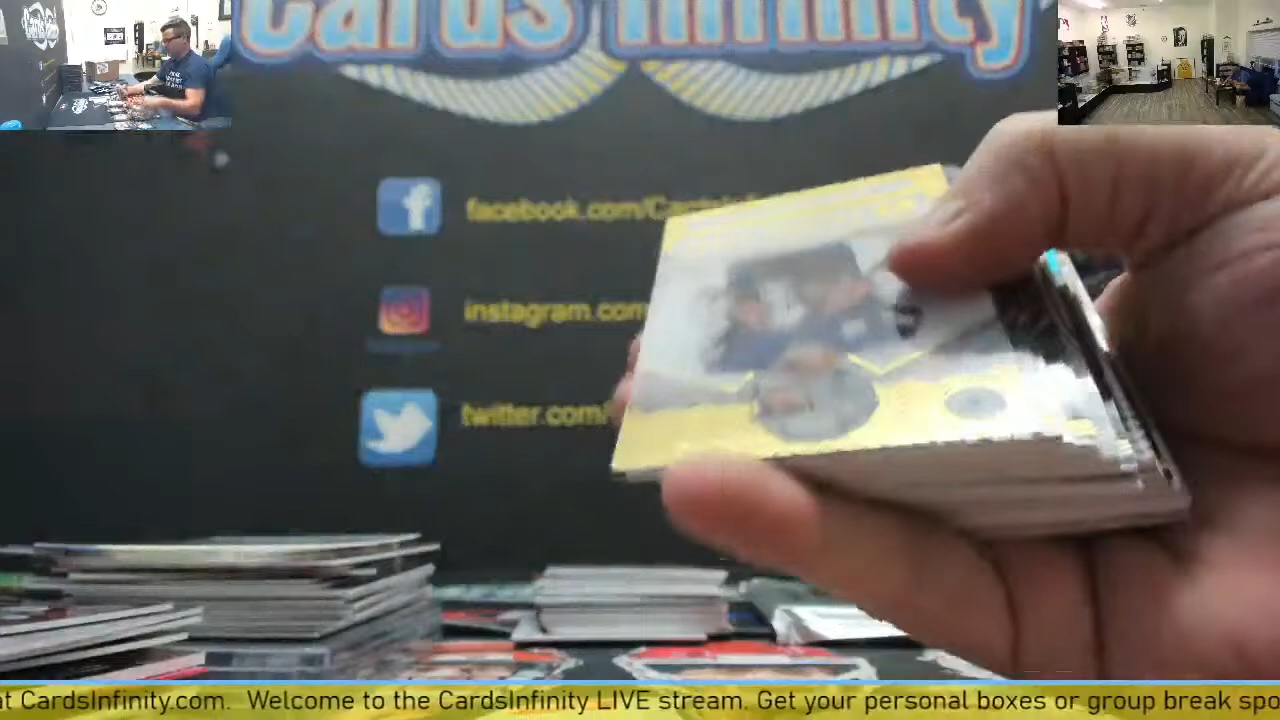 Cards Infinity
facebook.com/Cards
instagram.com
twitter.com/
at CardsInfinity.com. Welcome to the CardsInfinity LIVE stream. Get your personal boxes or group break spo